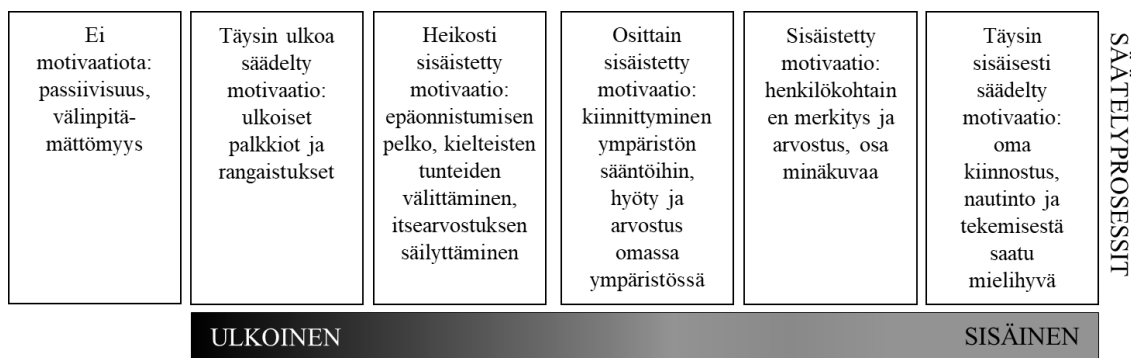 Ei
motivaatiota:
passiivisuus,
välinpitä-
mättömyys
Täysin ulkoa
säädelty
motivaatio:
ulkoiset
palkkiot ja
rangaistukset
Heikosti
sisäistetty
motivaatio:
epäonnistumisen
pelko, kielteisten
tunteiden
välittäminen,
itsearvostuksen
säilyttäminen
Osittain
sisäistetty
motivaatio:
kiinnittyminen
ympäristön
sääntöihin,
hyöty ja
arvostus
omassa
ympäristössä
Sisäistetty
motivaatio:
henkilökohtain
en merkitys ja
arvostus, osa
minäkuvaa
Täysin
sisäisesti
säädelty
motivaatio:
oma
kiinnostus,
nautinto ja
tekemisestä
saatu
mielihyvä
SÄÄTELYPROSESSIT
ULKOINEN
SISÄINEN